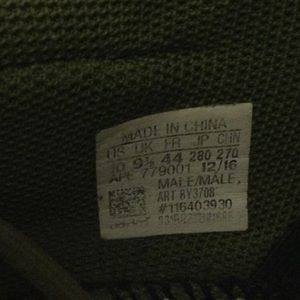 MADE IN CHINA
US UK FR JP CHN
10 9½ 44 280 270
APE 779001 12/16
MALE/MALE,
ART BY3708
#116403930